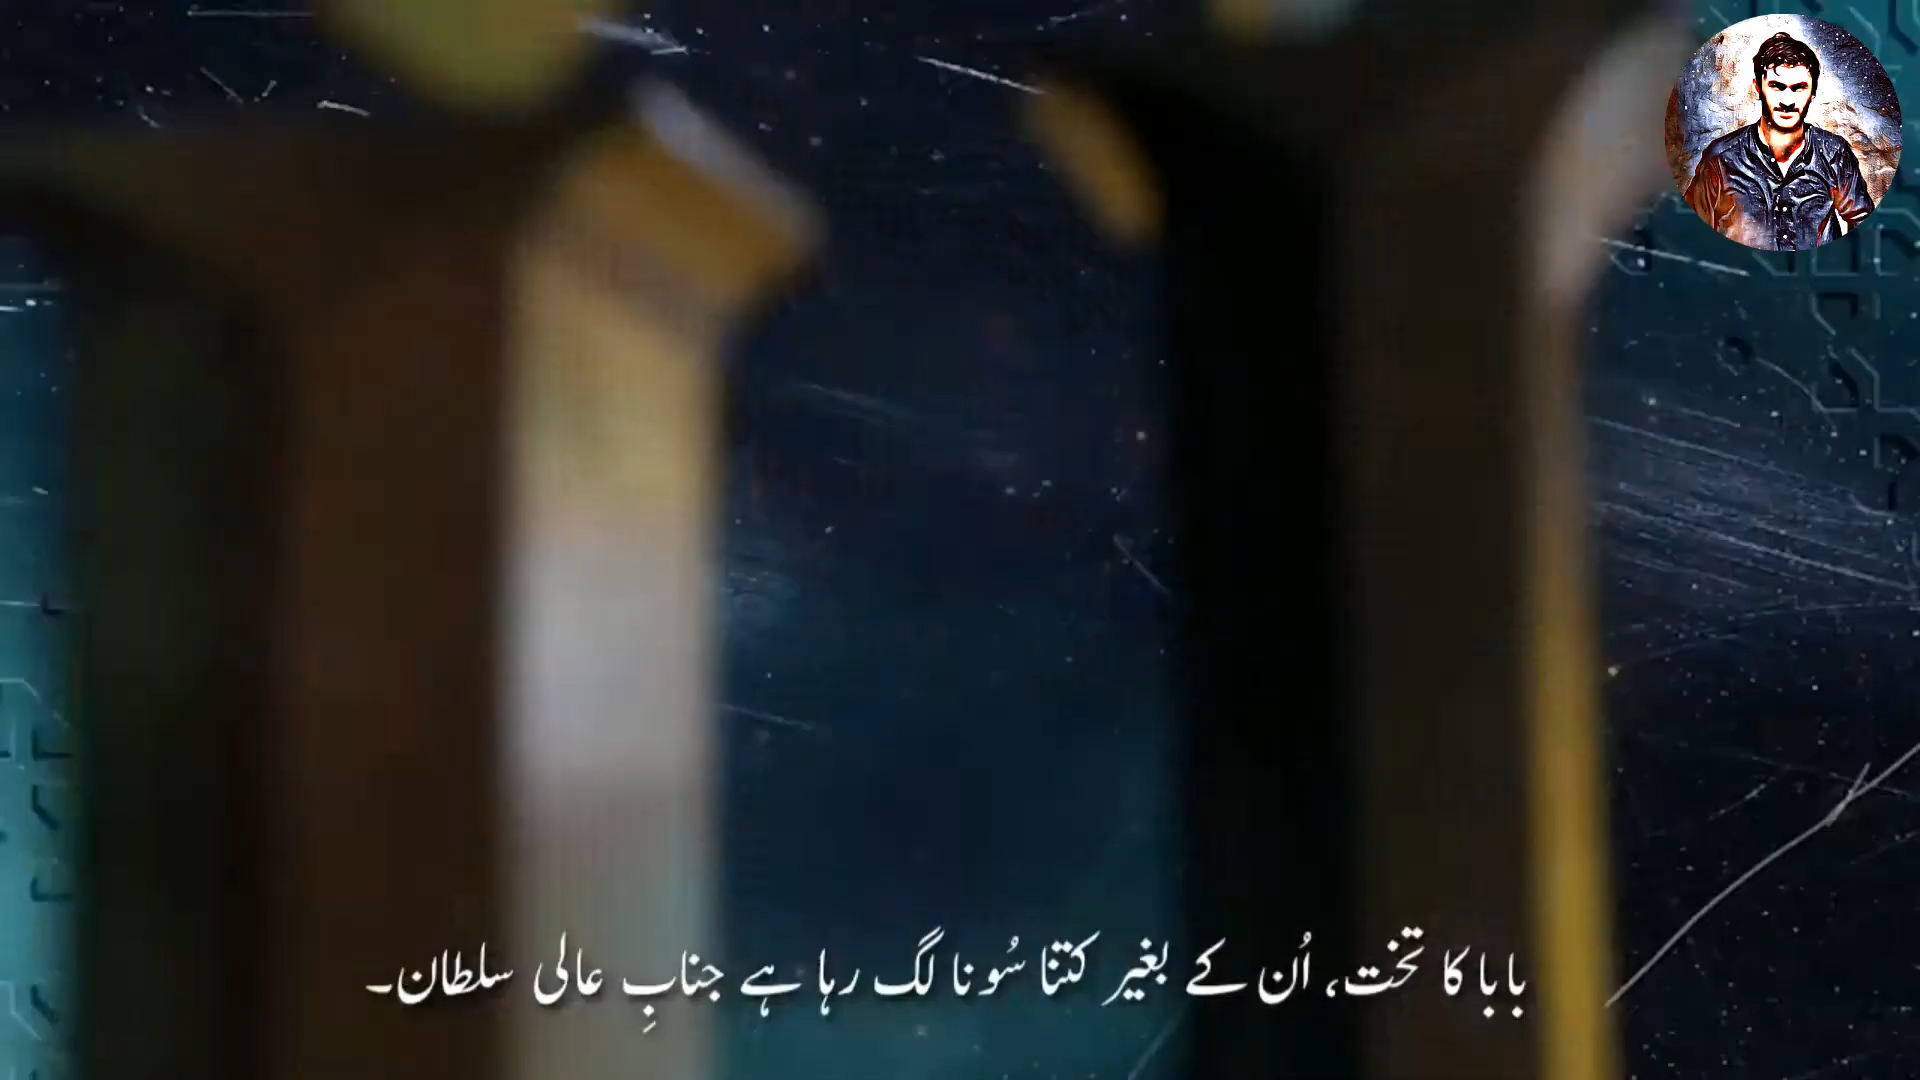 بابا کا تخت، اُن کے بغیر کتنا سُونا لگ رہا ہے جنابِ عالی سلطان۔